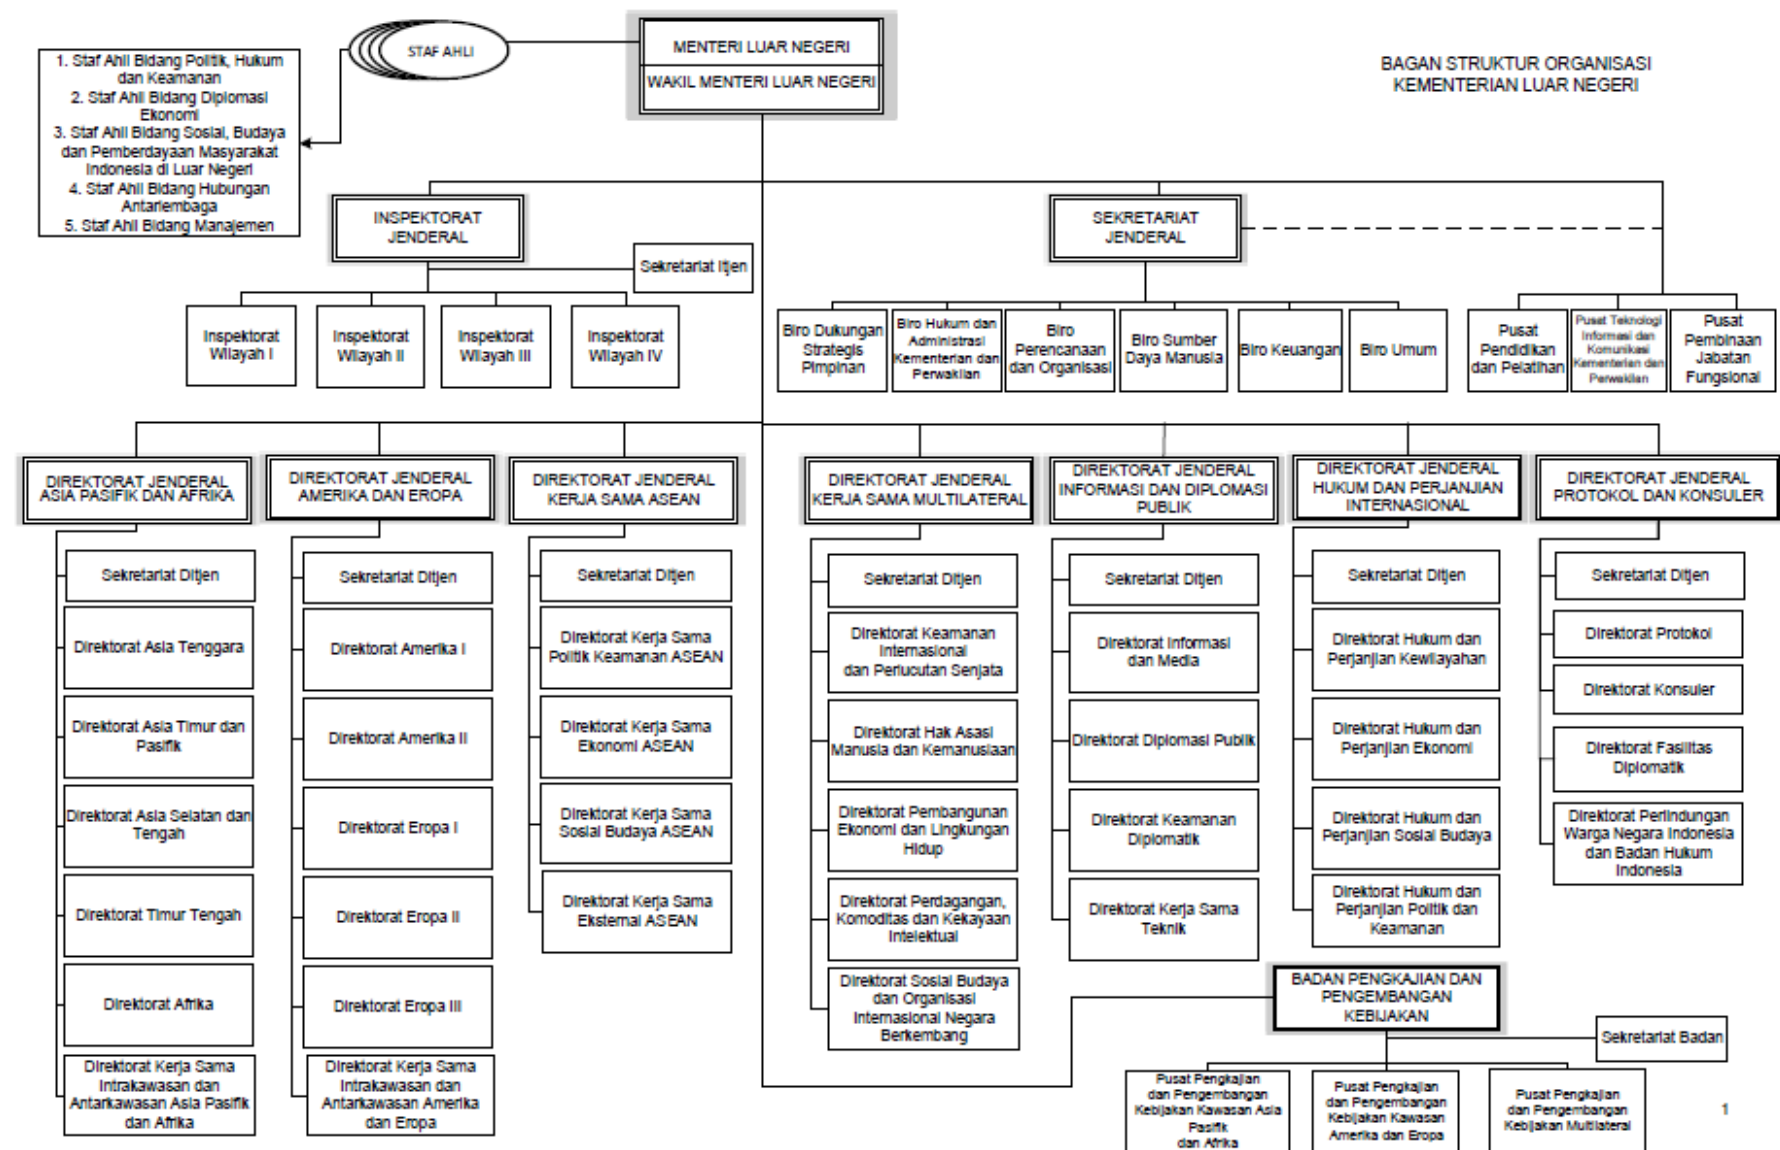 BAGAN STRUKTUR ORGANISASI
KEMENTERIAN LUAR NEGERI
MENTERI LUAR NEGERI
WAKIL MENTERI LUAR NEGERI
STAF AHLI
1. Staf Ahli Bidang Politik, Hukum
dan Keamanan
2. Staf Ahli Bidang Diplomasi
Ekonomi
3. Staf Ahli Bidang Sosial, Budaya
dan Pemberdayaan Masyarakat
Indonesia di Luar Negeri
4. Staf Ahli Bidang Hubungan
Antarlembaga
5. Staf Ahli Bidang Manajemen
INSPEKTORAT
JENDERAL
Sekretariat Itjen
Inspektorat
Wilayah I
Inspektorat
Wilayah II
Inspektorat
Wilayah III
Inspektorat
Wilayah IV
SEKRETARIAT
JENDERAL
Biro Dukungan
Strategis
Pimpinan
Biro Hukum dan
Administrasi
Kementerian dan
Perwakilan
Biro
Perencanaan
dan Organisasi
Biro Sumber
Daya Manusia
Biro Keuangan
Biro Umum
Pusat
Pendidikan
dan Pelatihan
Pusat Teknologi
Informasi dan
Komunikasi
Kementerian dan
Perwakilan
Pusat
Pembinaan
Jabatan
Fungsional
DIREKTORAT JENDERAL
ASIA PASIFIK DAN AFRIKA
Sekretariat Ditjen
Direktorat Asia Tenggara
Direktorat Asia Timur dan
Pasifik
Direktorat Asia Selatan dan
Tengah
Direktorat Timur Tengah
Direktorat Afrika
Direktorat Kerja Sama
Intrakawasan dan
Antarkawasan Asia Pasifik
dan Afrika
DIREKTORAT JENDERAL
AMERIKA DAN EROPA
Sekretariat Ditjen
Direktorat Amerika I
Direktorat Amerika II
Direktorat Eropa I
Direktorat Eropa II
Direktorat Eropa III
Direktorat Kerja Sama
Intrakawasan dan
Antarkawasan Amerika
dan Eropa
DIREKTORAT JENDERAL
KERJA SAMA ASEAN
Sekretariat Ditjen
Direktorat Kerja Sama
Politik Keamanan ASEAN
Direktorat Kerja Sama
Ekonomi ASEAN
Direktorat Kerja Sama
Sosial Budaya ASEAN
Direktorat Kerja Sama
Eksternal ASEAN
DIREKTORAT JENDERAL
KERJA SAMA MULTILATERAL
Sekretariat Ditjen
Direktorat Keamanan
Internasional
dan Perlucutan Senjata
Direktorat Hak Asasi
Manusia dan Kemanusiaan
Direktorat Pembangunan
Ekonomi dan Lingkungan
Hidup
Direktorat Perdagangan,
Komoditas dan Kekayaan
Intelektual
Direktorat Sosial Budaya
dan Organisasi
Internasional Negara
Berkembang
DIREKTORAT JENDERAL
INFORMASI DAN DIPLOMASI
PUBLIK
Sekretariat Ditjen
Direktorat Informasi
dan Media
Direktorat Diplomasi Publik
Direktorat Keamanan
Diplomatik
Direktorat Kerja Sama
Teknik
DIREKTORAT JENDERAL
HUKUM DAN PERJANJIAN
INTERNASIONAL
Sekretariat Ditjen
Direktorat Hukum dan
Perjanjian Kewilayahan
Direktorat Hukum dan
Perjanjian Ekonomi
Direktorat Hukum dan
Perjanjian Sosial Budaya
Direktorat Hukum dan
Perjanjian Politik dan
Keamanan
DIREKTORAT JENDERAL
PROTOKOL DAN KONSULER
Sekretariat Ditjen
Direktorat Protokol
Direktorat Konsuler
Direktorat Fasilitas
Diplomatik
Direktorat Perlindungan
Warga Negara Indonesia
dan Badan Hukum
Indonesia
BADAN PENGKAJIAN DAN
PENGEMBANGAN
KEBIJAKAN
Sekretariat Badan
Pusat Pengkajian
dan Pengembangan
Kebijakan Kawasan Asia
Pasifik
dan Afrika
Pusat Pengkajian
dan Pengembangan
Kebijakan Kawasan
Amerika dan Eropa
Pusat Pengkajian
dan Pengembangan
Kebijakan Multilateral
1